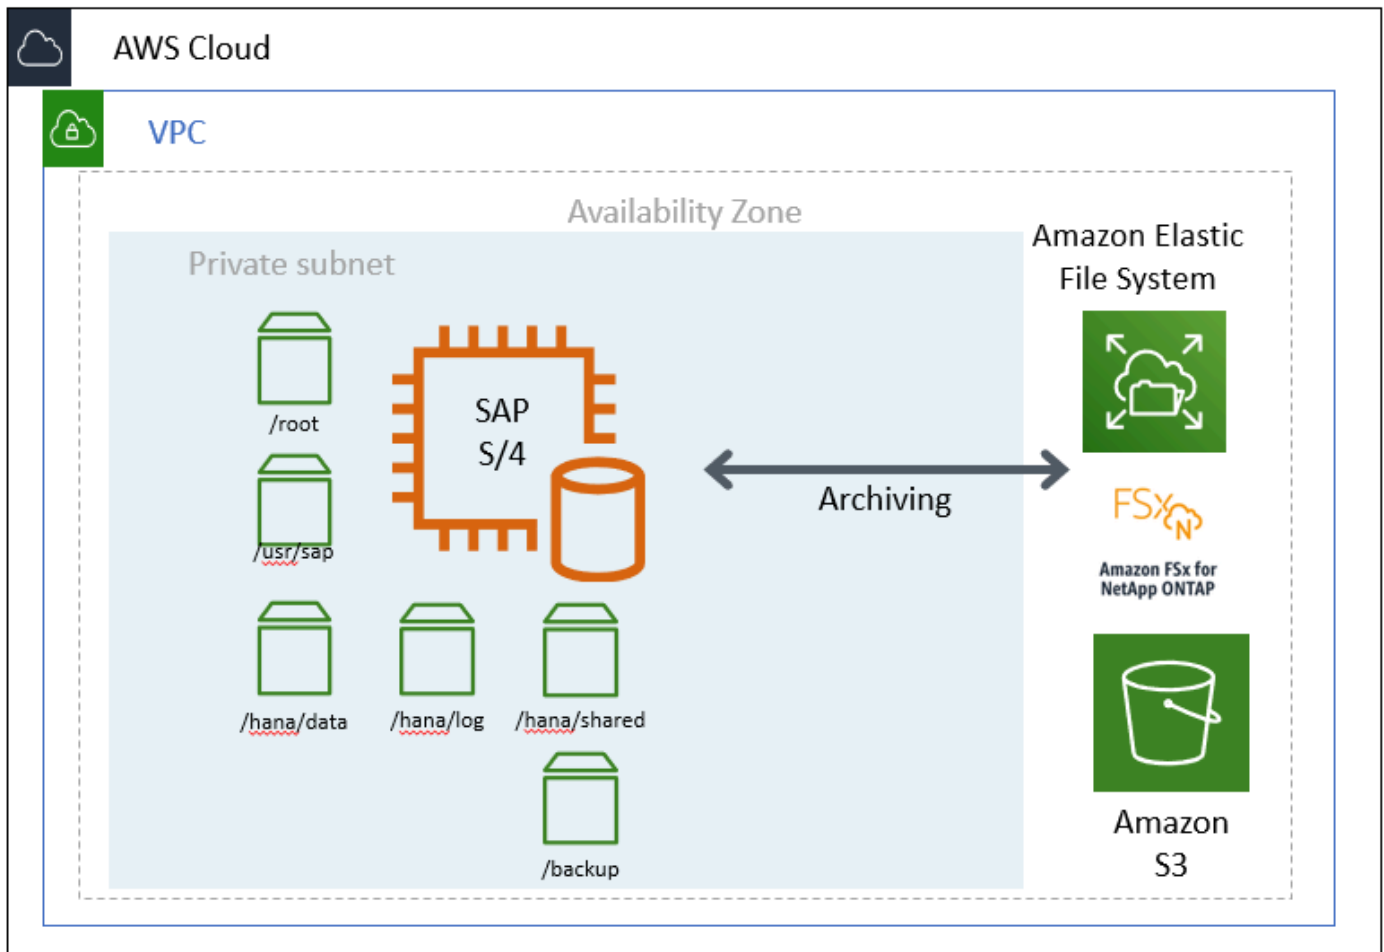 AWS Cloud
VPC
Availability Zone
Private subnet
Amazon Elastic
File System
/root
SAP
S/4
/usr/sap
Archiving
FSx
N
Amazon FSx for
NetApp ONTAP
/hana/data
/hana/log
/hana/shared
/backup
Amazon
S3